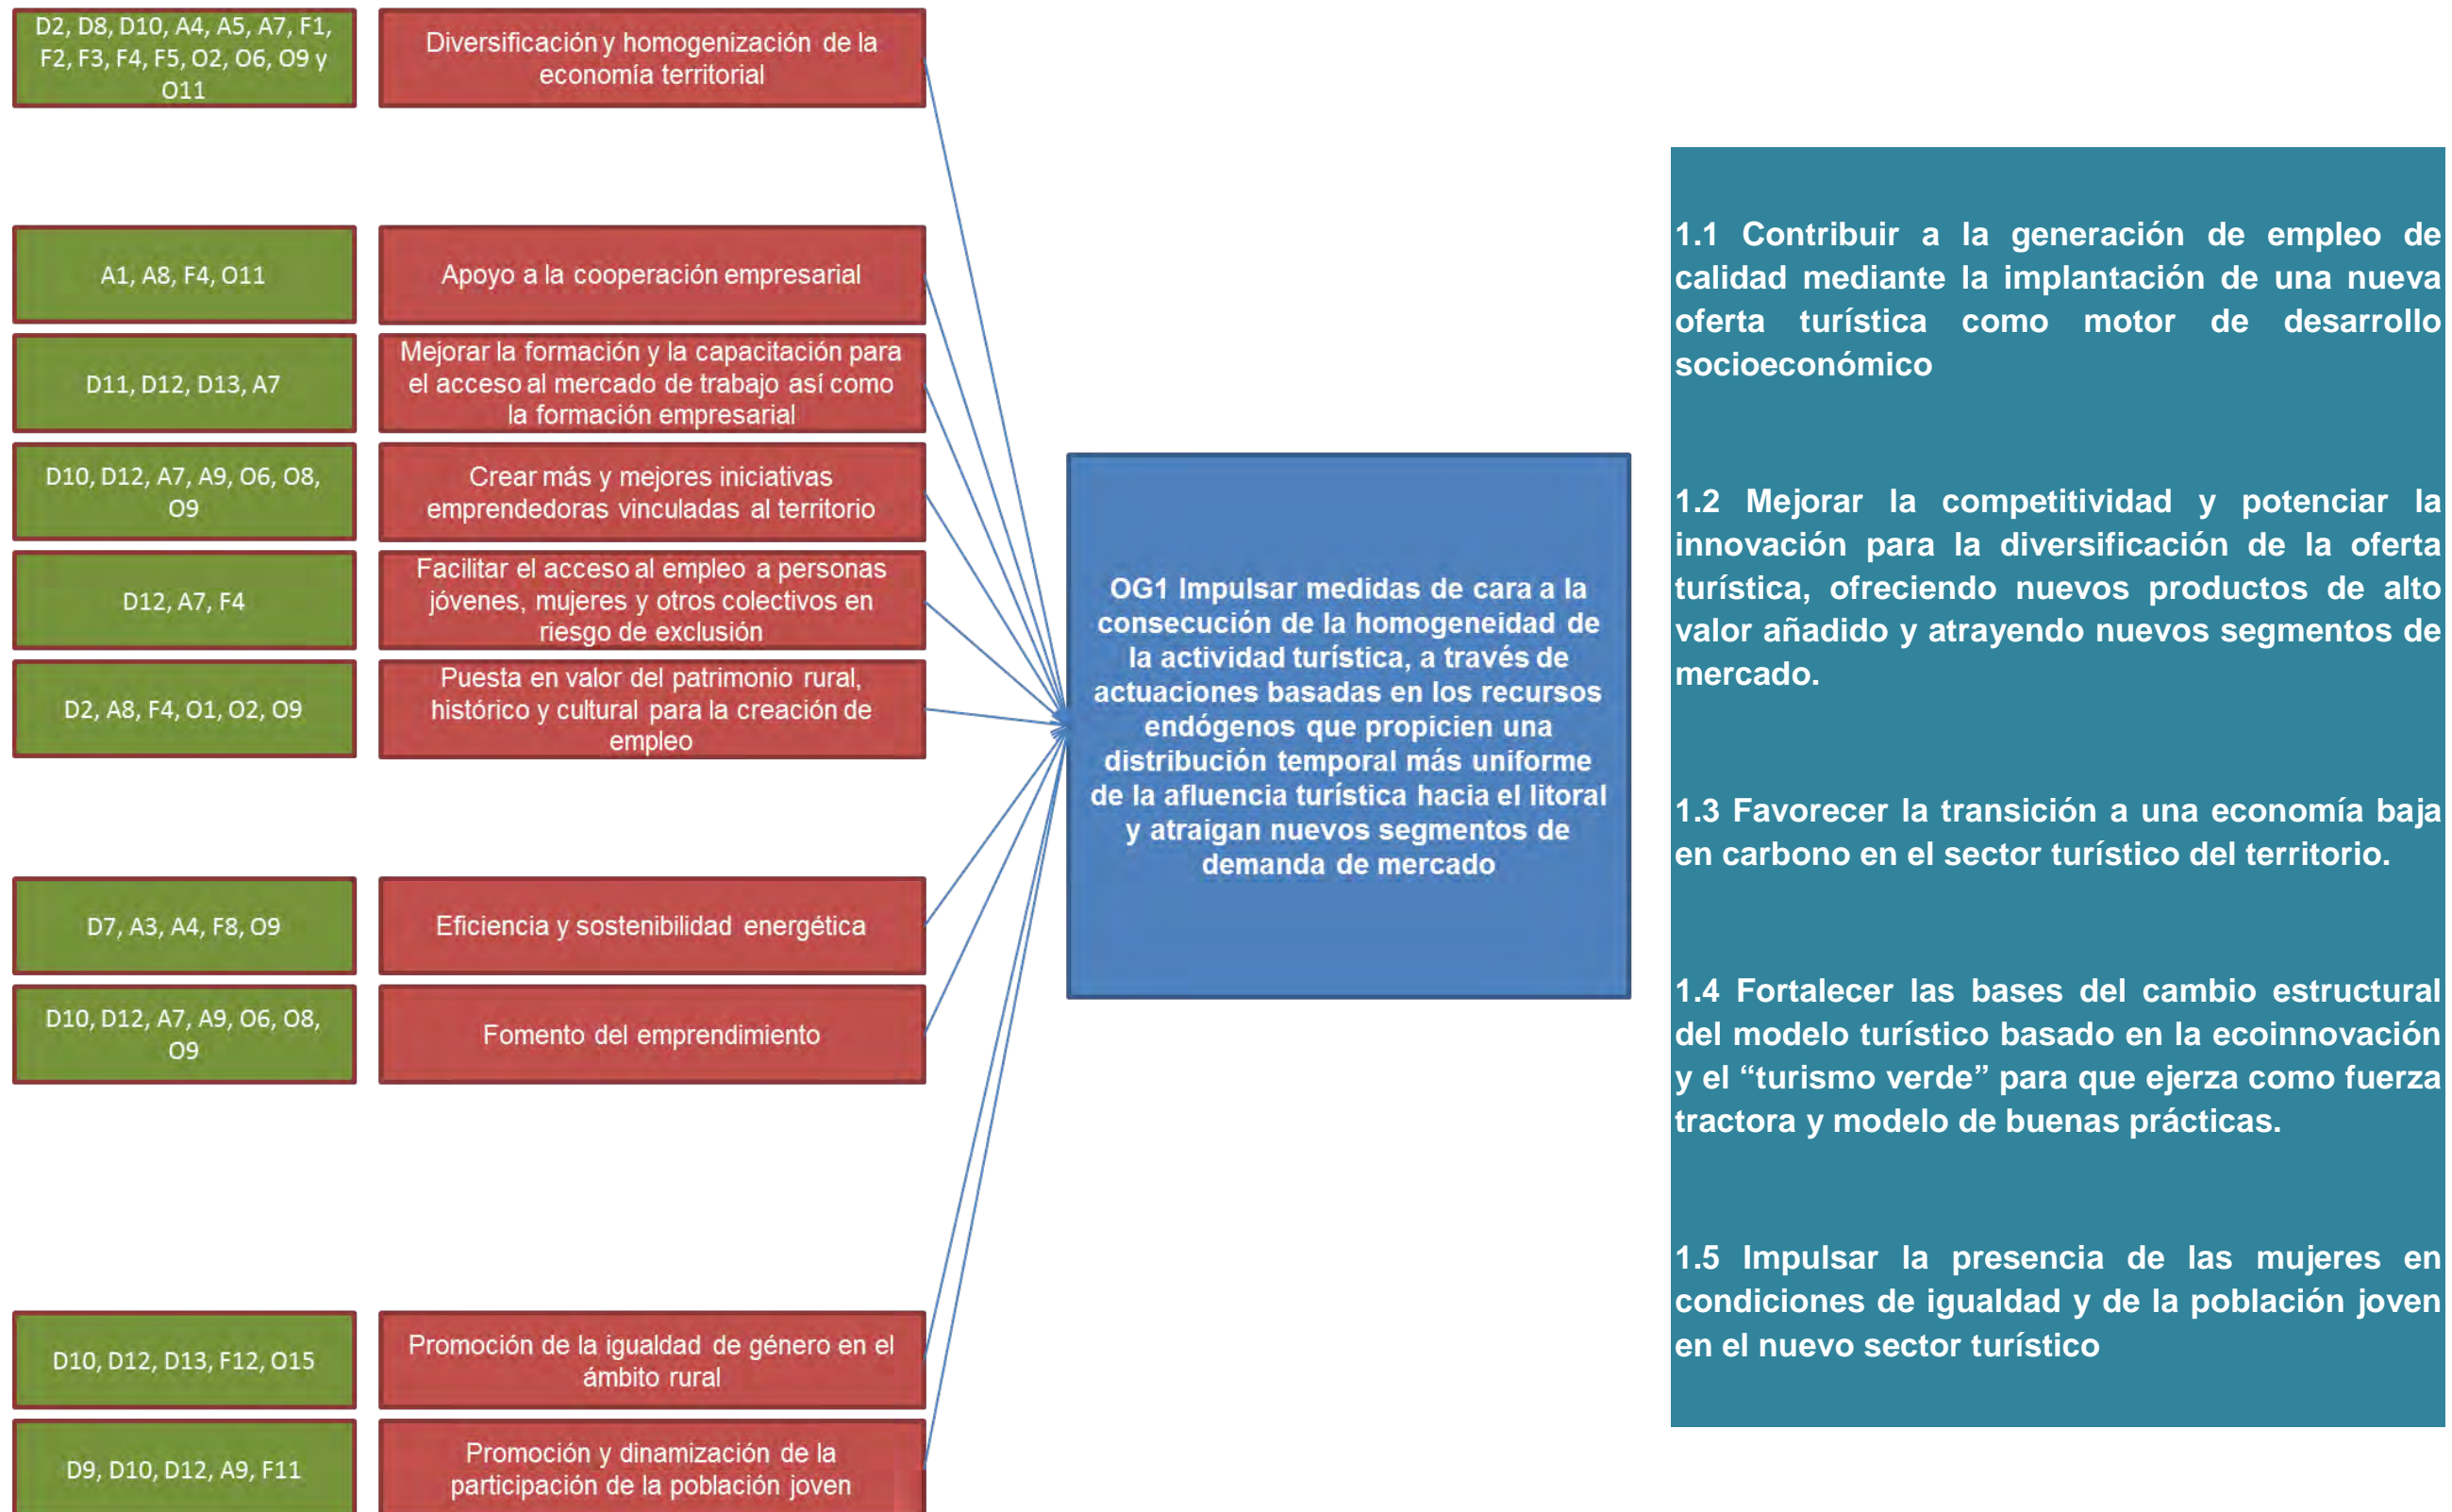 D2, D8, D10, A4, A5, A7, F1,
F2, F3, F4, F5, O2, O6, O9 y
O11
Diversificación y homogenización de la
economía territorial
A1, A8, F4, O11
Apoyo a la cooperación empresarial
D11, D12, D13, A7
Mejorar la formación y la capacitación para
el acceso al mercado de trabajo así como
la formación empresarial
D10, D12, A7, A9, O6, O8,
O9
Crear más y mejores iniciativas
emprendedoras vinculadas al territorio
D12, A7, F4
Facilitar el acceso al empleo a personas
jóvenes, mujeres y otros colectivos en
riesgo de exclusión
D2, A8, F4, O1, O2, O9
Puesta en valor del patrimonio rural,
histórico y cultural para la creación de
empleo
D7, A3, A4, F8, O9
Eficiencia y sostenibilidad energética
D10, D12, A7, A9, O6, O8,
O9
Fomento del emprendimiento
D10, D12, D13, F12, O15
Promoción de la igualdad de género en el
ámbito rural
D9, D10, D12, A9, F11
Promoción y dinamización de la
participación de la población joven
OG1 Impulsar medidas de cara a la
consecución de la homogeneidad de
la actividad turística, a través de
actuaciones basadas en los recursos
endógenos que propicien una
distribución temporal más uniforme
de la afluencia turística hacia el litoral
y atraigan nuevos segmentos de
demanda de mercado
1.1 Contribuir a la generación de empleo de
calidad mediante la implantación de una nueva
oferta turística como motor de desarrollo
socioeconómico
1.2 Mejorar la competitividad y potenciar la
innovación para la diversificación de la oferta
turística, ofreciendo nuevos productos de alto
valor añadido y atrayendo nuevos segmentos de
mercado.
1.3 Favorecer la transición a una economía baja
en carbono en el sector turístico del territorio.
1.4 Fortalecer las bases del cambio estructural
del modelo turístico basado en la ecoinnovación
y el “turismo verde” para que ejerza como fuerza
tractora y modelo de buenas prácticas.
1.5 Impulsar la presencia de las mujeres en
condiciones de igualdad y de la población joven
en el nuevo sector turístico